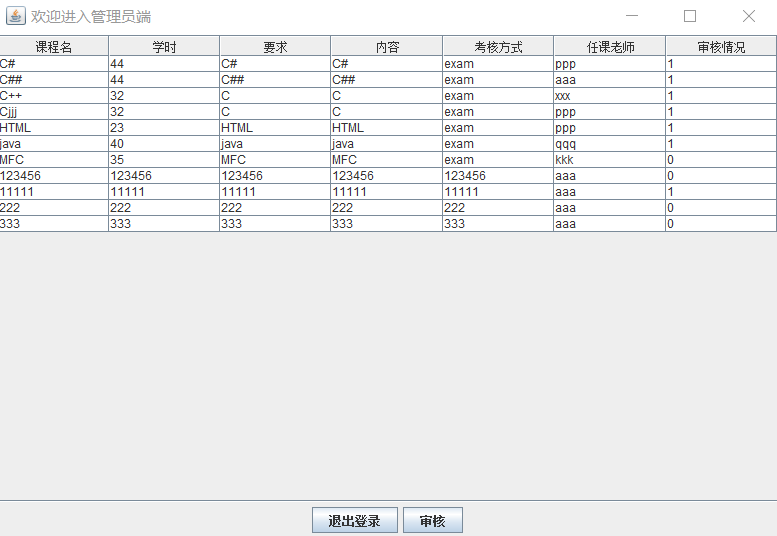 欢迎进入管理员端
课程名 学时 要求 内容 考核方式 任课老师 审核情况
C# 44 C# C# exam ppp 1
C## 44 C## C## exam aaa 1
C++ 32 C C exam xxx 1
Cjjj 32 C C exam ppp 1
HTML 23 HTML HTML exam ppp 1
java 40 java java exam qqq 1
MFC 35 MFC MFC exam kkk 0
123456 123456 123456 123456 123456 aaa 0
11111 11111 11111 11111 11111 aaa 1
222 222 222 222 222 aaa 0
333 333 333 333 333 aaa 0
退出登录 审核